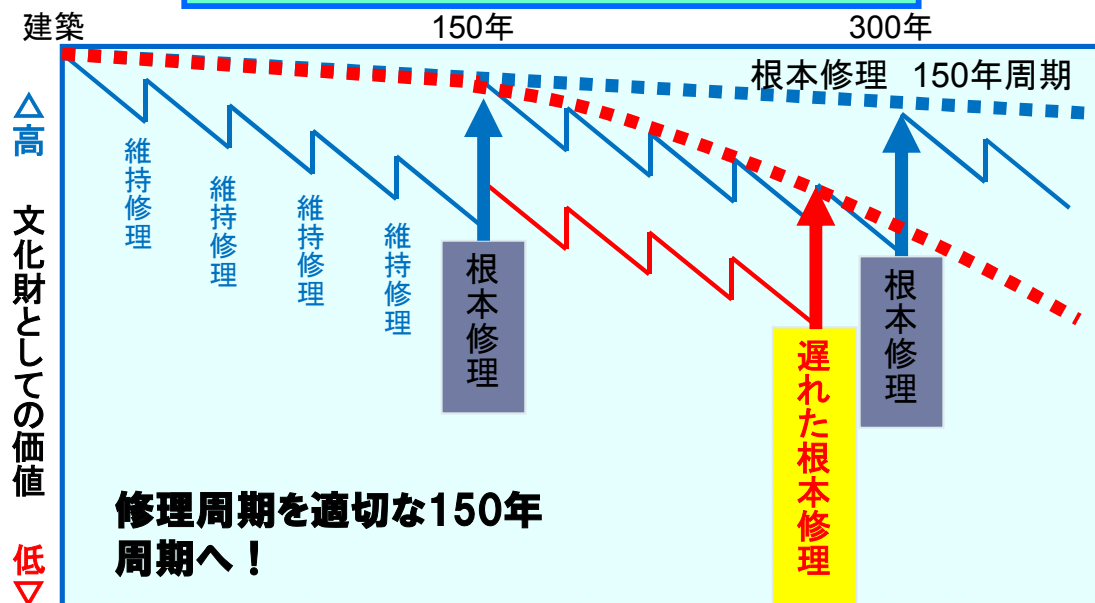 建築
150年
300年
根本修理 150年周期
△高 文化財としての価値 低▽
維持修理
維持修理
維持修理
維持修理
根本修理
遅れた根本修理
根本修理
修理周期を適切な150年
周期へ！